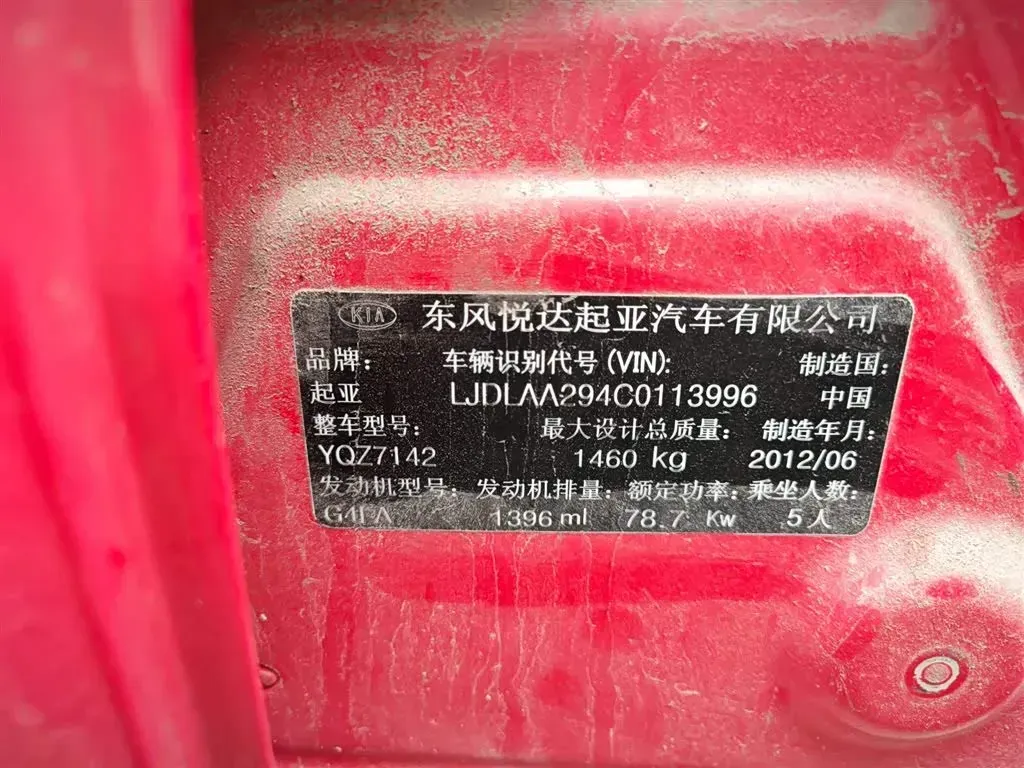 KIA 东风悦达起亚汽车有限公司
品牌： 车辆识别代号(VIN): 制造国：
起亚 LJDLAA294C0113996 中国
整车型号： 最大设计总质量： 制造年月：
YQZ7142 1460 kg 2012/06
发动机型号： 发动机排量： 额定功率： 乘坐人数：
G4FA 1396 ml 78.7 Kw 5人